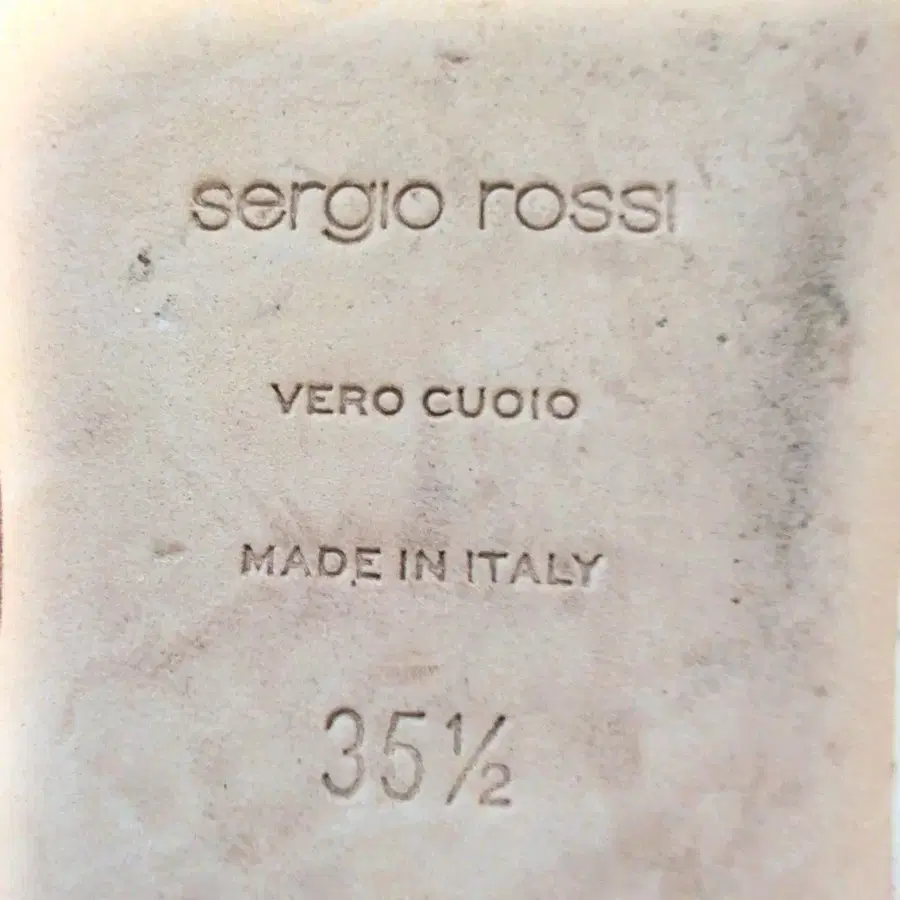 sergio rossi
VERO CUOIO
MADE IN ITALY
35½